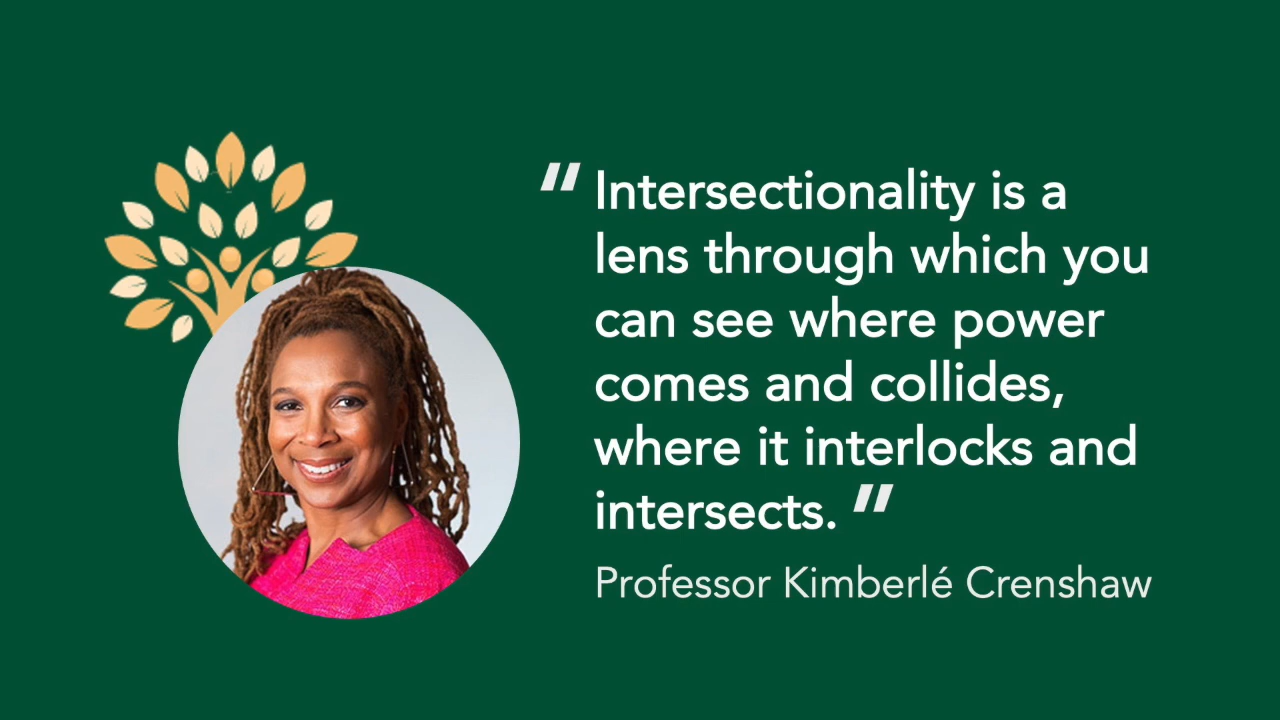 "Intersectionality is a
lens through which you
can see where power
comes and collides,
where it interlocks and
intersects."
Professor Kimberlé Crenshaw